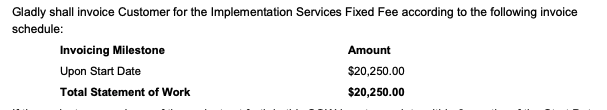 Gladly shall invoice Customer for the Implementation Services Fixed Fee according to the following invoice
schedule:
Invoicing Milestone Amount
Upon Start Date $20,250.00
Total Statement of Work $20,250.00